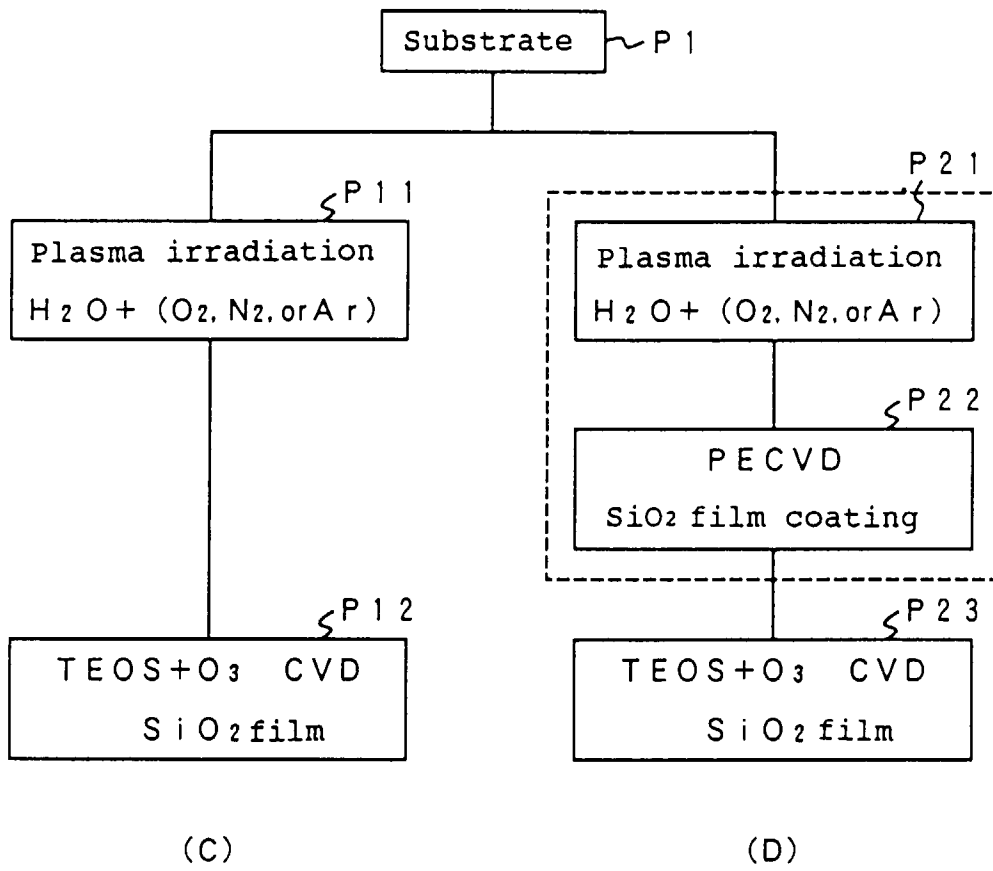 Substrate P1
P11
Plasma irradiation
H2O+ (O2, N2, or Ar)
P21
Plasma irradiation
H2O+ (O2, N2, or Ar)
P22
PECVD
SiO2 film coating
P12
TEOS+O3 CVD
SiO2 film
P23
TEOS+O3 CVD
SiO2 film
(C)
(D)